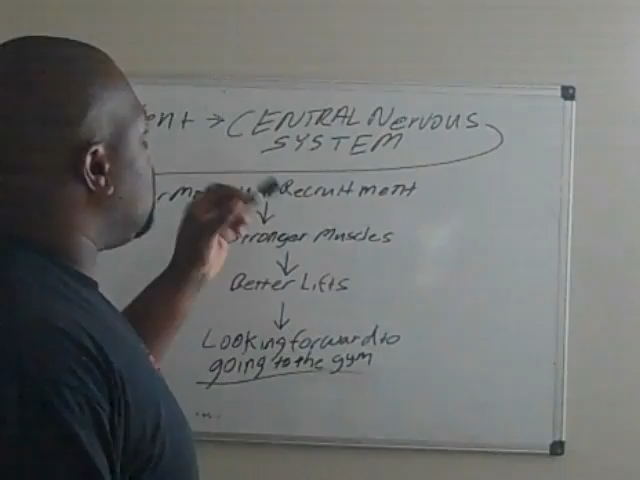 → CENTRAL Nervous
SYSTEM
Recruitment
↓
Stronger Muscles
↓
Better Lifts
↓
Looking forward to
going to the gym